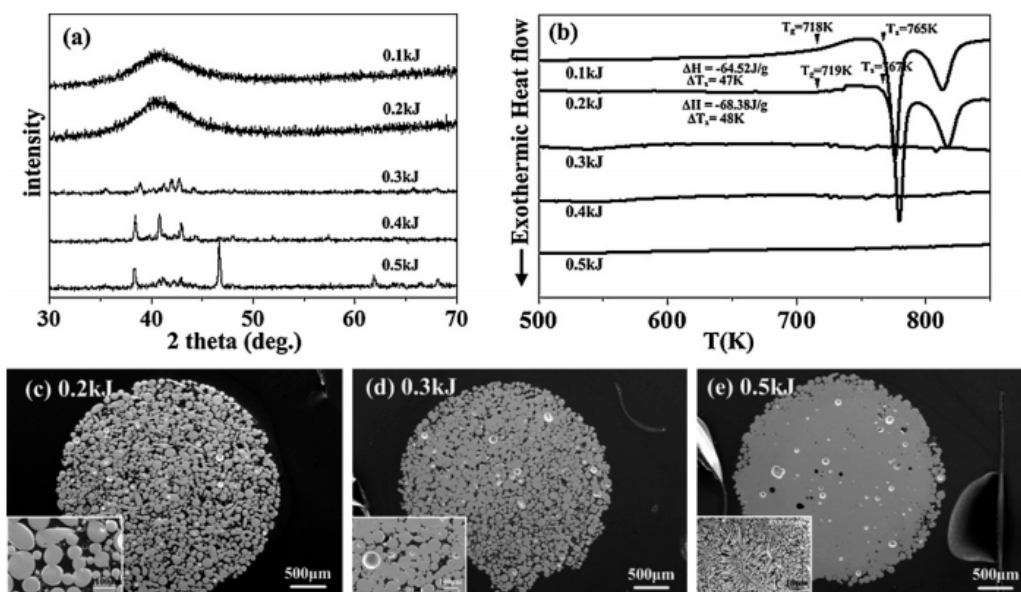 (a)
0.1kJ
0.2kJ
0.3kJ
0.4kJ
0.5kJ
intensity
30 40 50 60 70
2 theta (deg.)
(b)
Tg=718K Tx=765K
0.1kJ
ΔH = -64.52J/g
ΔTx= 47K
Tg=719K Tx=767K
0.2kJ
ΔH = -68.38J/g
ΔTx= 48K
0.3kJ
0.4kJ
0.5kJ
Exothermic Heat flow
500 600 700 800
T(K)
(c) 0.2kJ
500μm
(d) 0.3kJ
500μm
(e) 0.5kJ
500μm